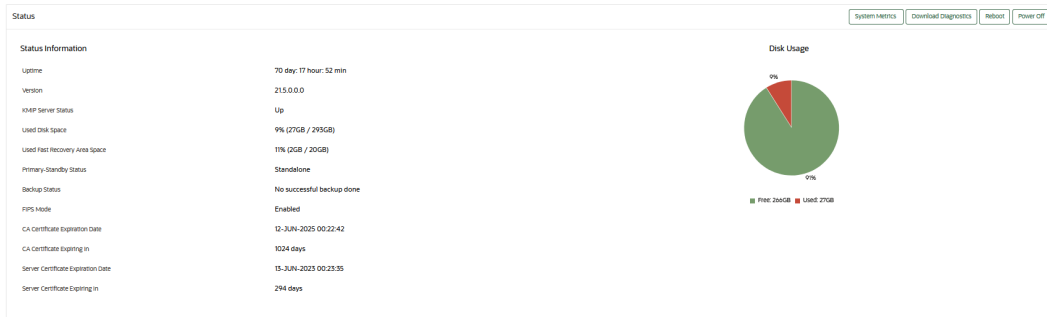 Status
System Metrics
Download Diagnostics
Reboot
Power Off
Status Information
Uptime 70 day: 17 hour: 52 min
Version 21.5.0.0.0
KMIP Server Status Up
Used Disk Space 9% (27GB / 293GB)
Used Fast Recovery Area Space 11% (2GB / 20GB)
Primary-Standby Status Standalone
Backup Status No successful backup done
FIPS Mode Enabled
CA Certificate Expiration Date 12-JUN-2025 00:22:42
CA Certificate Expiring In 1024 days
Server Certificate Expiration Date 13-JUN-2023 00:23:35
Server Certificate Expiring In 294 days
Disk Usage
9%
91%
Free: 266GB Used: 27GB